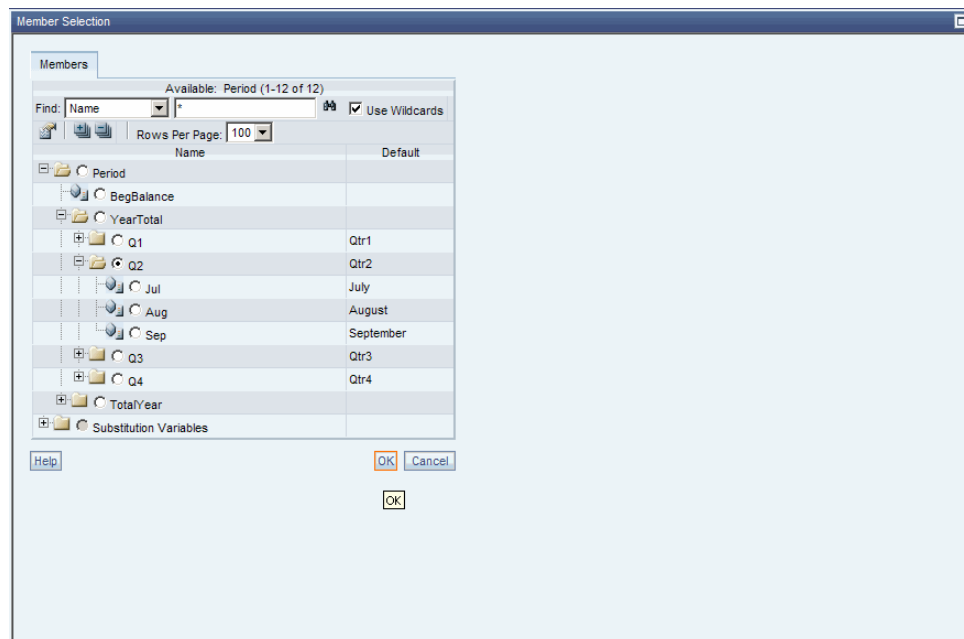 Member Selection
Members
Available: Period (1-12 of 12)
Find: Name * Use Wildcards
Rows Per Page: 100
Name Default
Period
BegBalance
YearTotal
Q1 Qtr1
Q2 Qtr2
Jul July
Aug August
Sep September
Q3 Qtr3
Q4 Qtr4
TotalYear
Substitution Variables
Help OK Cancel
OK